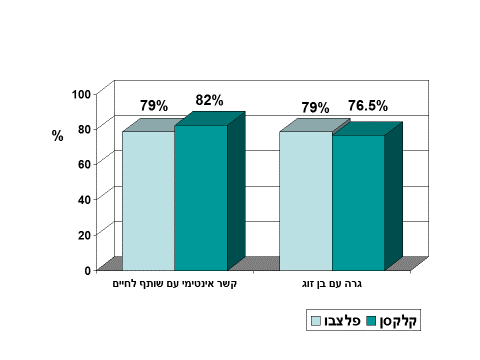 100
80
60
40
20
0
%
79%
82%
79%
76.5%
קשר אינטימי עם שותף לחיים
גרה עם בן זוג
פלצבו
קלקסן